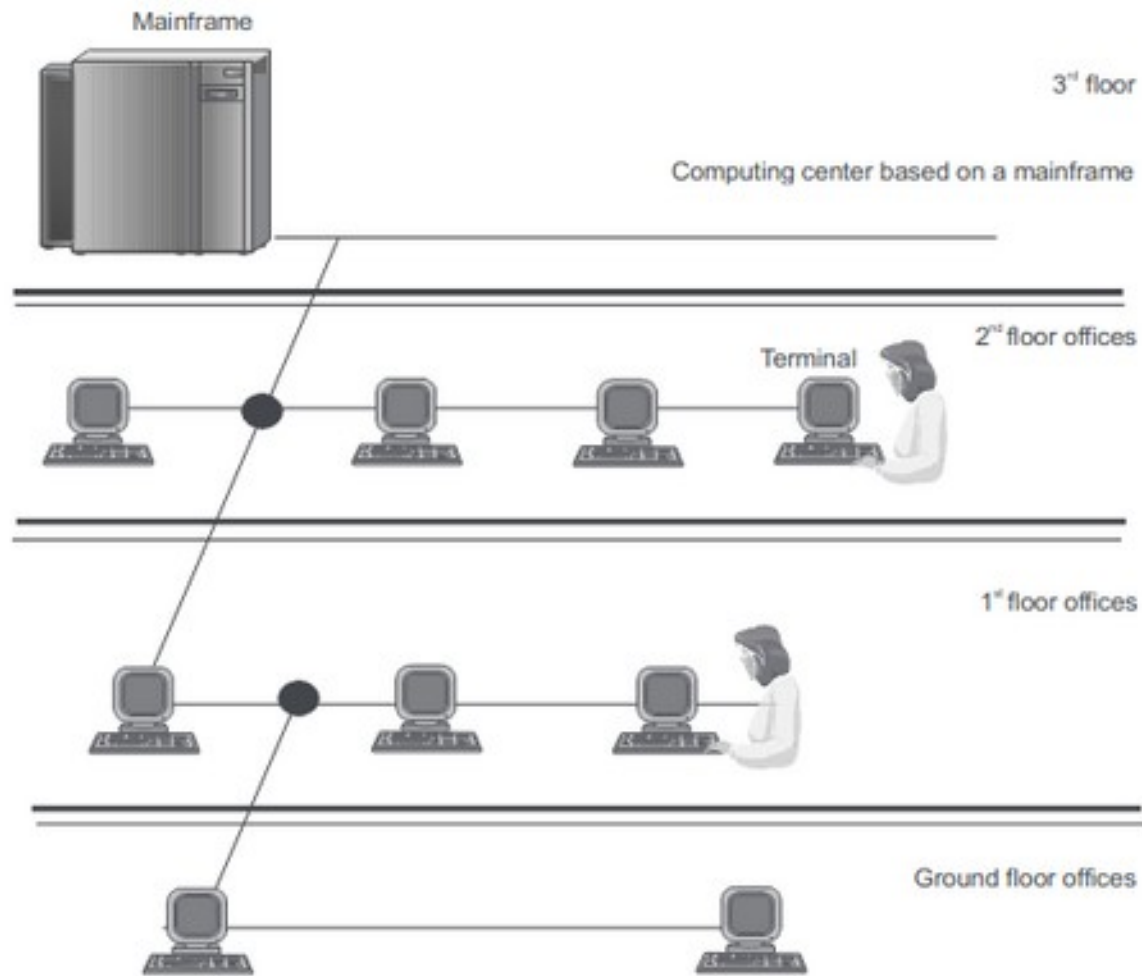 Mainframe
3rd floor
Computing center based on a mainframe
2nd floor offices
Terminal
1st floor offices
Ground floor offices